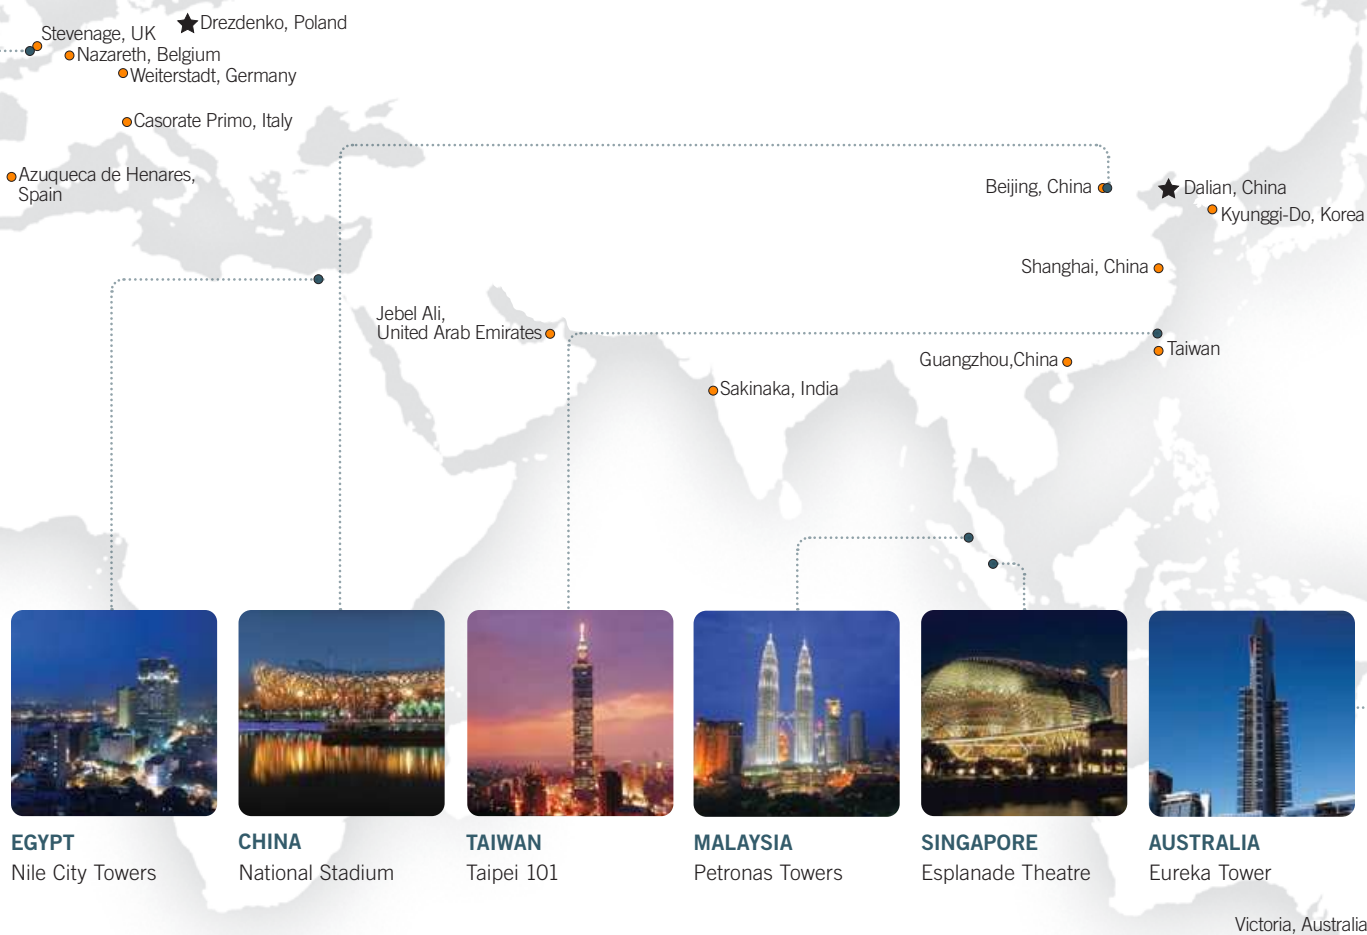 Drezdenko, Poland
Stevenage, UK
Nazareth, Belgium
Weiterstadt, Germany
Casorate Primo, Italy
Azuqueca de Henares,
Spain
Beijing, China
Dalian, China
Kyunggi-Do, Korea
Shanghai, China
Jebel Ali,
United Arab Emirates
Taiwan
Guangzhou,China
Sakinaka, India
EGYPT
Nile City Towers
CHINA
National Stadium
TAIWAN
Taipei 101
MALAYSIA
Petronas Towers
SINGAPORE
Esplanade Theatre
AUSTRALIA
Eureka Tower
Victoria, Australia